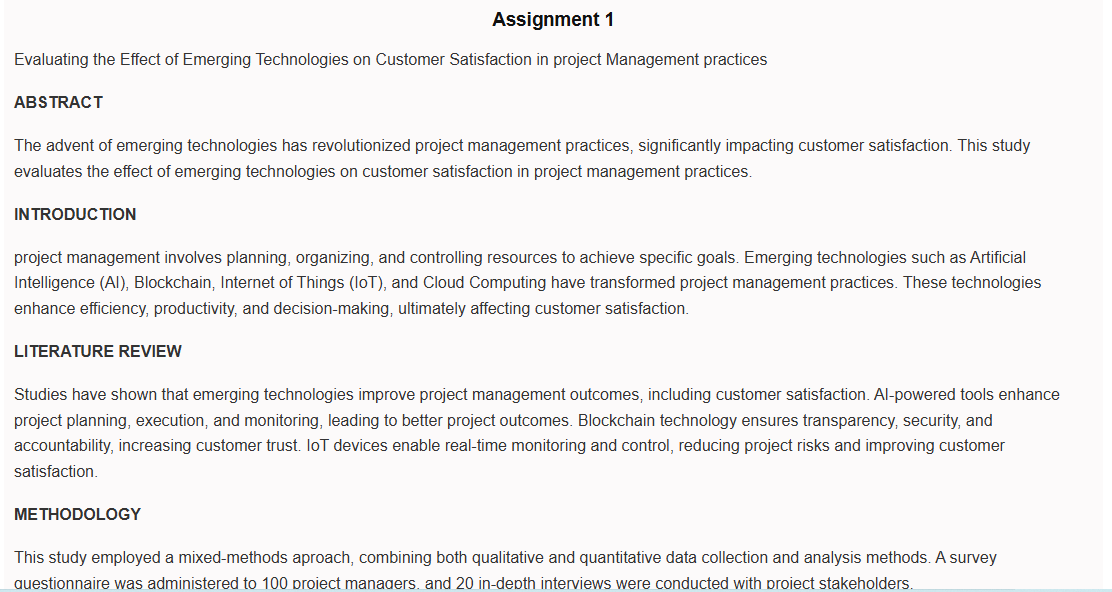 Assignment 1
Evaluating the Effect of Emerging Technologies on Customer Satisfaction in project Management practices
ABSTRACT
The advent of emerging technologies has revolutionized project management practices, significantly impacting customer satisfaction. This study
evaluates the effect of emerging technologies on customer satisfaction in project management practices.
INTRODUCTION
project management involves planning, organizing, and controlling resources to achieve specific goals. Emerging technologies such as Artificial
Intelligence (AI), Blockchain, Internet of Things (IoT), and Cloud Computing have transformed project management practices. These technologies
enhance efficiency, productivity, and decision-making, ultimately affecting customer satisfaction.
LITERATURE REVIEW
Studies have shown that emerging technologies improve project management outcomes, including customer satisfaction. AI-powered tools enhance
project planning, execution, and monitoring, leading to better project outcomes. Blockchain technology ensures transparency, security, and
accountability, increasing customer trust. IoT devices enable real-time monitoring and control, reducing project risks and improving customer
satisfaction.
METHODOLOGY
This study employed a mixed-methods aproach, combining both qualitative and quantitative data collection and analysis methods. A survey
questionnaire was administered to 100 project managers, and 20 in-depth interviews were conducted with project stakeholders.